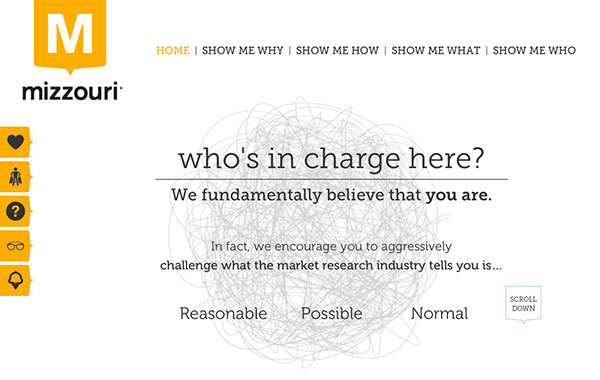 M
mizzouri
HOME | SHOW ME WHY | SHOW ME HOW | SHOW ME WHAT | SHOW ME WHO
?
who's in charge here?
We fundamentally believe that you are.
In fact, we encourage you to aggressively
challenge what the market research industry tells you is...
Reasonable Possible Normal
SCROLL
DOWN